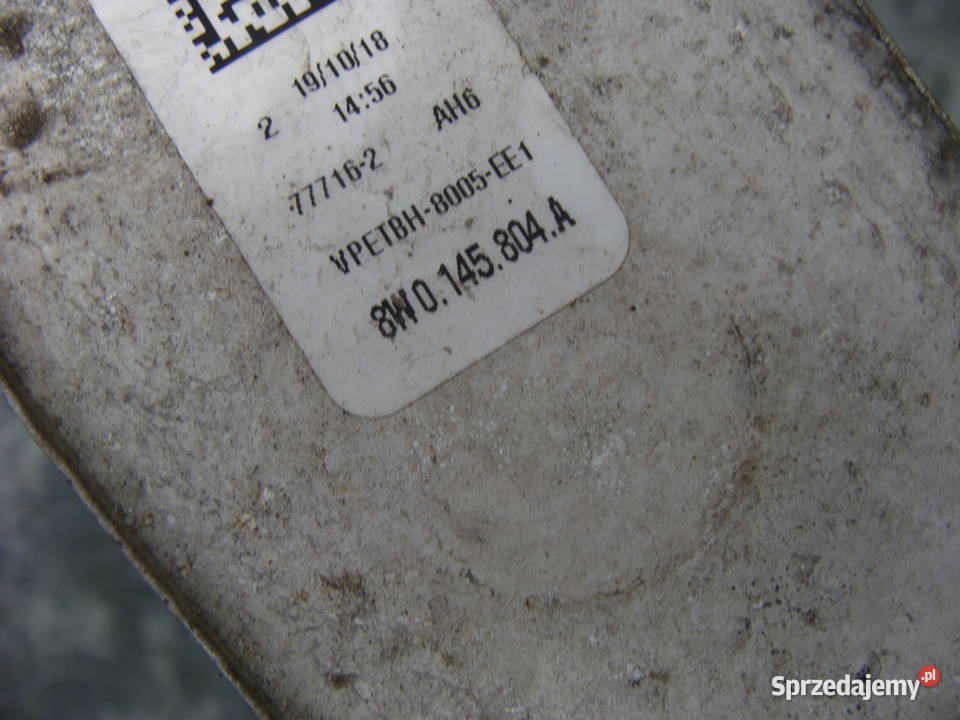 19/10/18
2 14:56
77716-2 AH6
VPETBH-8005-EE1
8W0.145.804.A
Sprzedajemy.pl